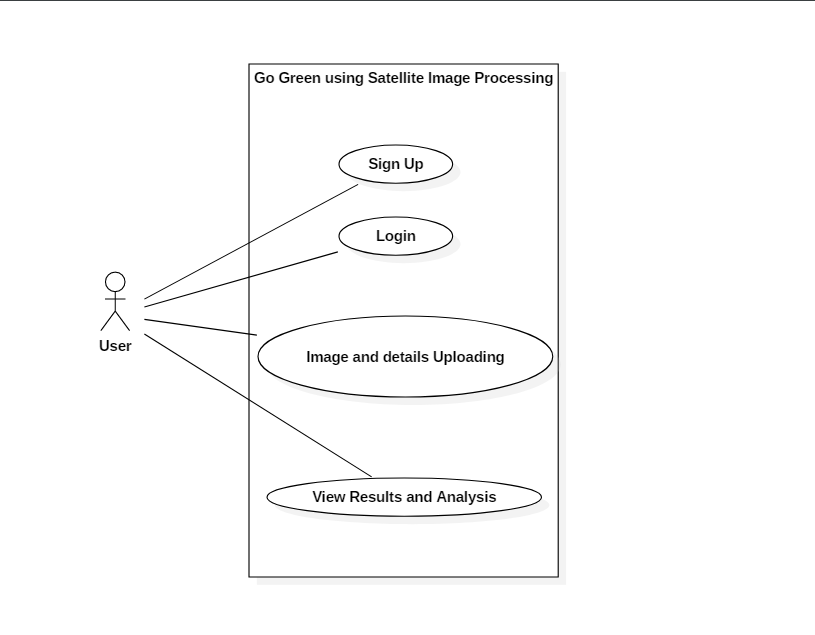 Go Green using Satellite Image Processing
Sign Up
Login
Image and details Uploading
User
View Results and Analysis